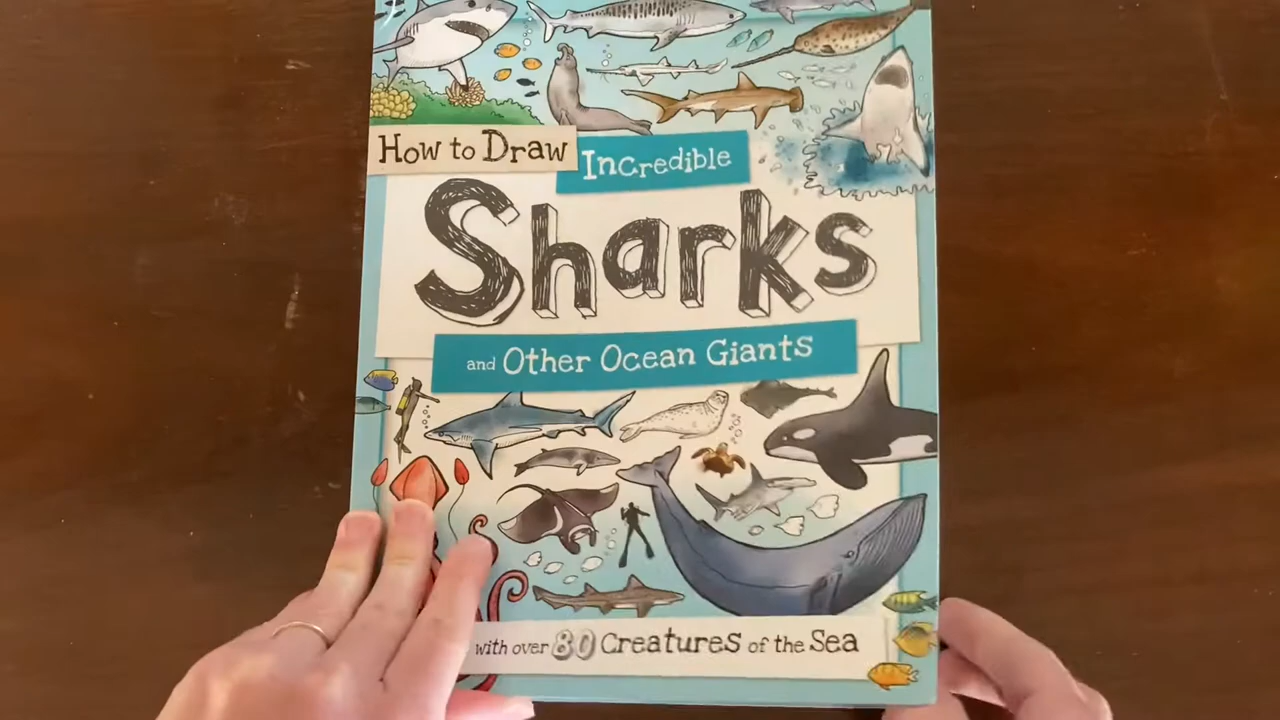 How to Draw
Incredible
Sharks
and Other Ocean Giants
with over 80 Creatures of the Sea